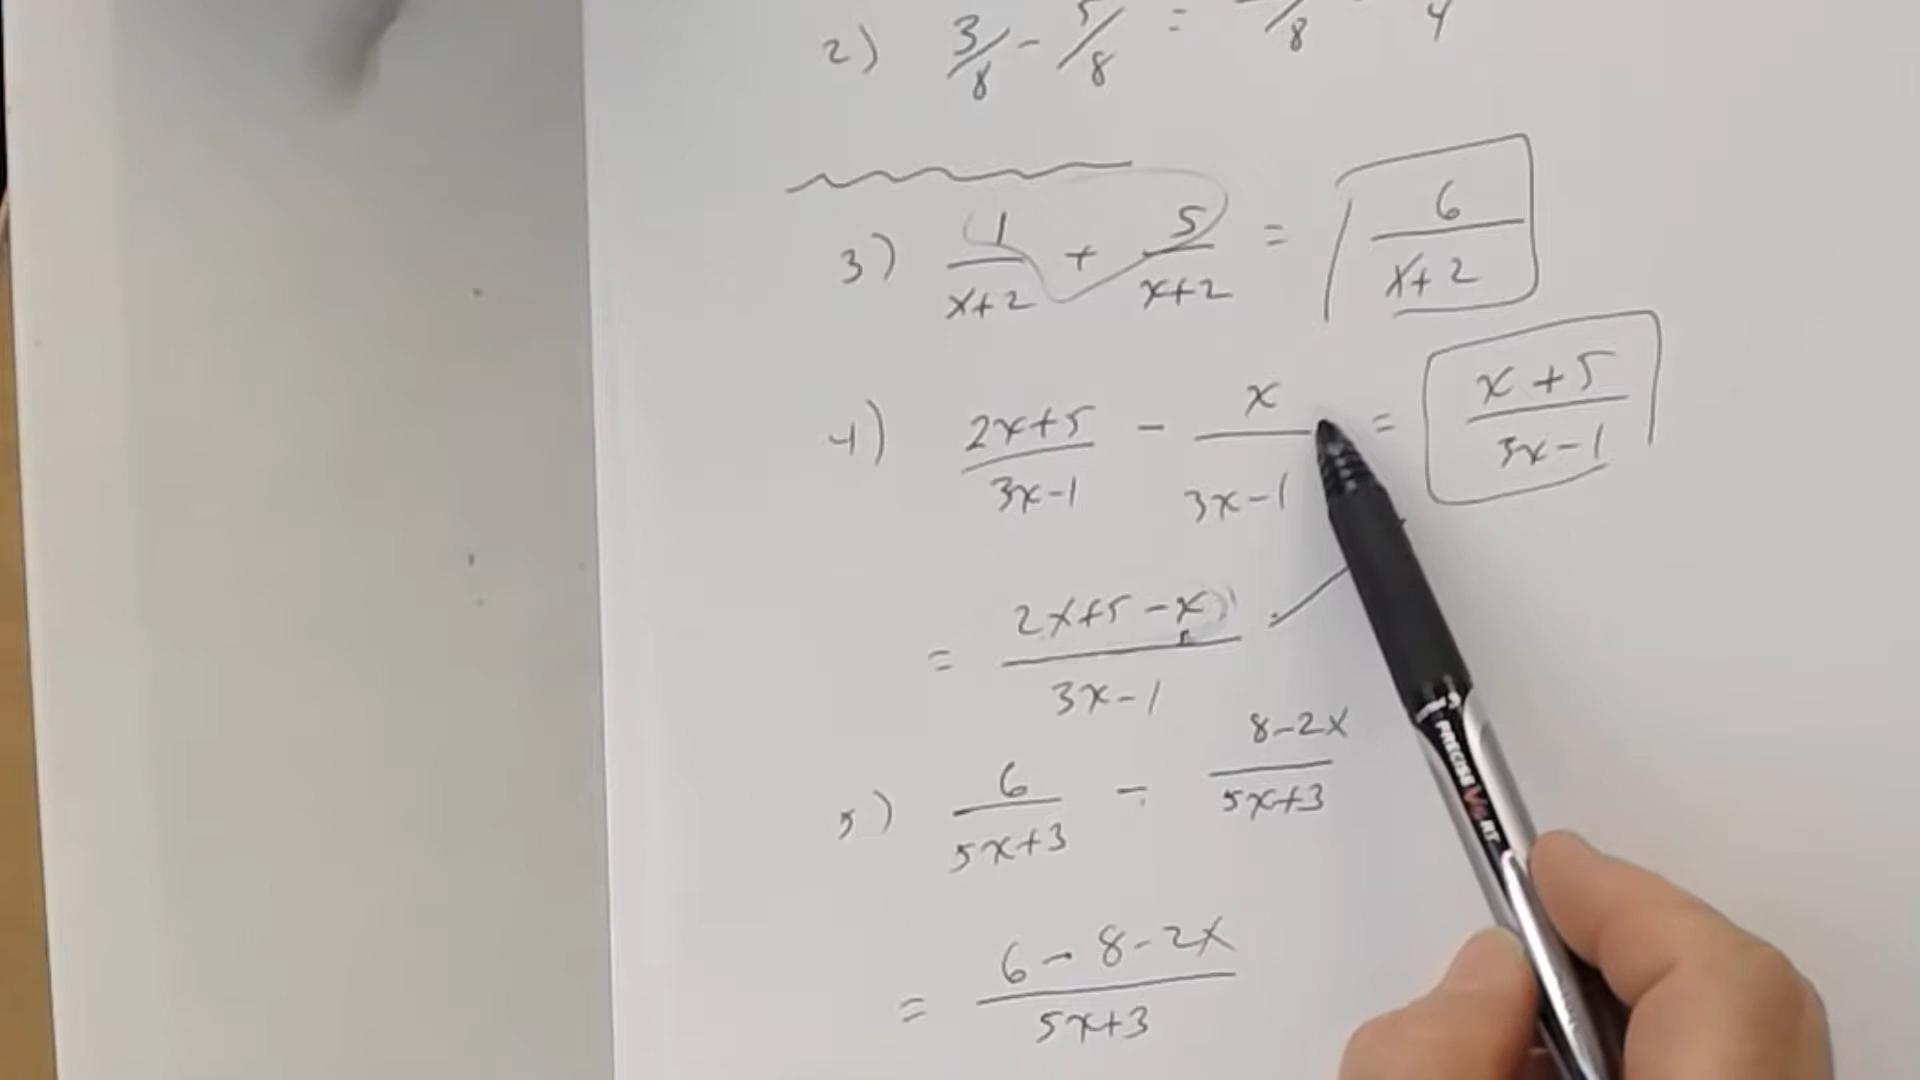 2) 3/8 - 5/8 = /8 4
3) 1/(x+2) + 5/(x+2) = 6/(x+2)
4) (2x+5)/(3x-1) - x/(3x-1) = (x+5)/(3x-1)
= (2x+5-x)/(3x-1)
5) 6/(5x+3) - (8-2x)/(5x+3)
= (6-8-2x)/(5x+3)
PRECISE V5 RT